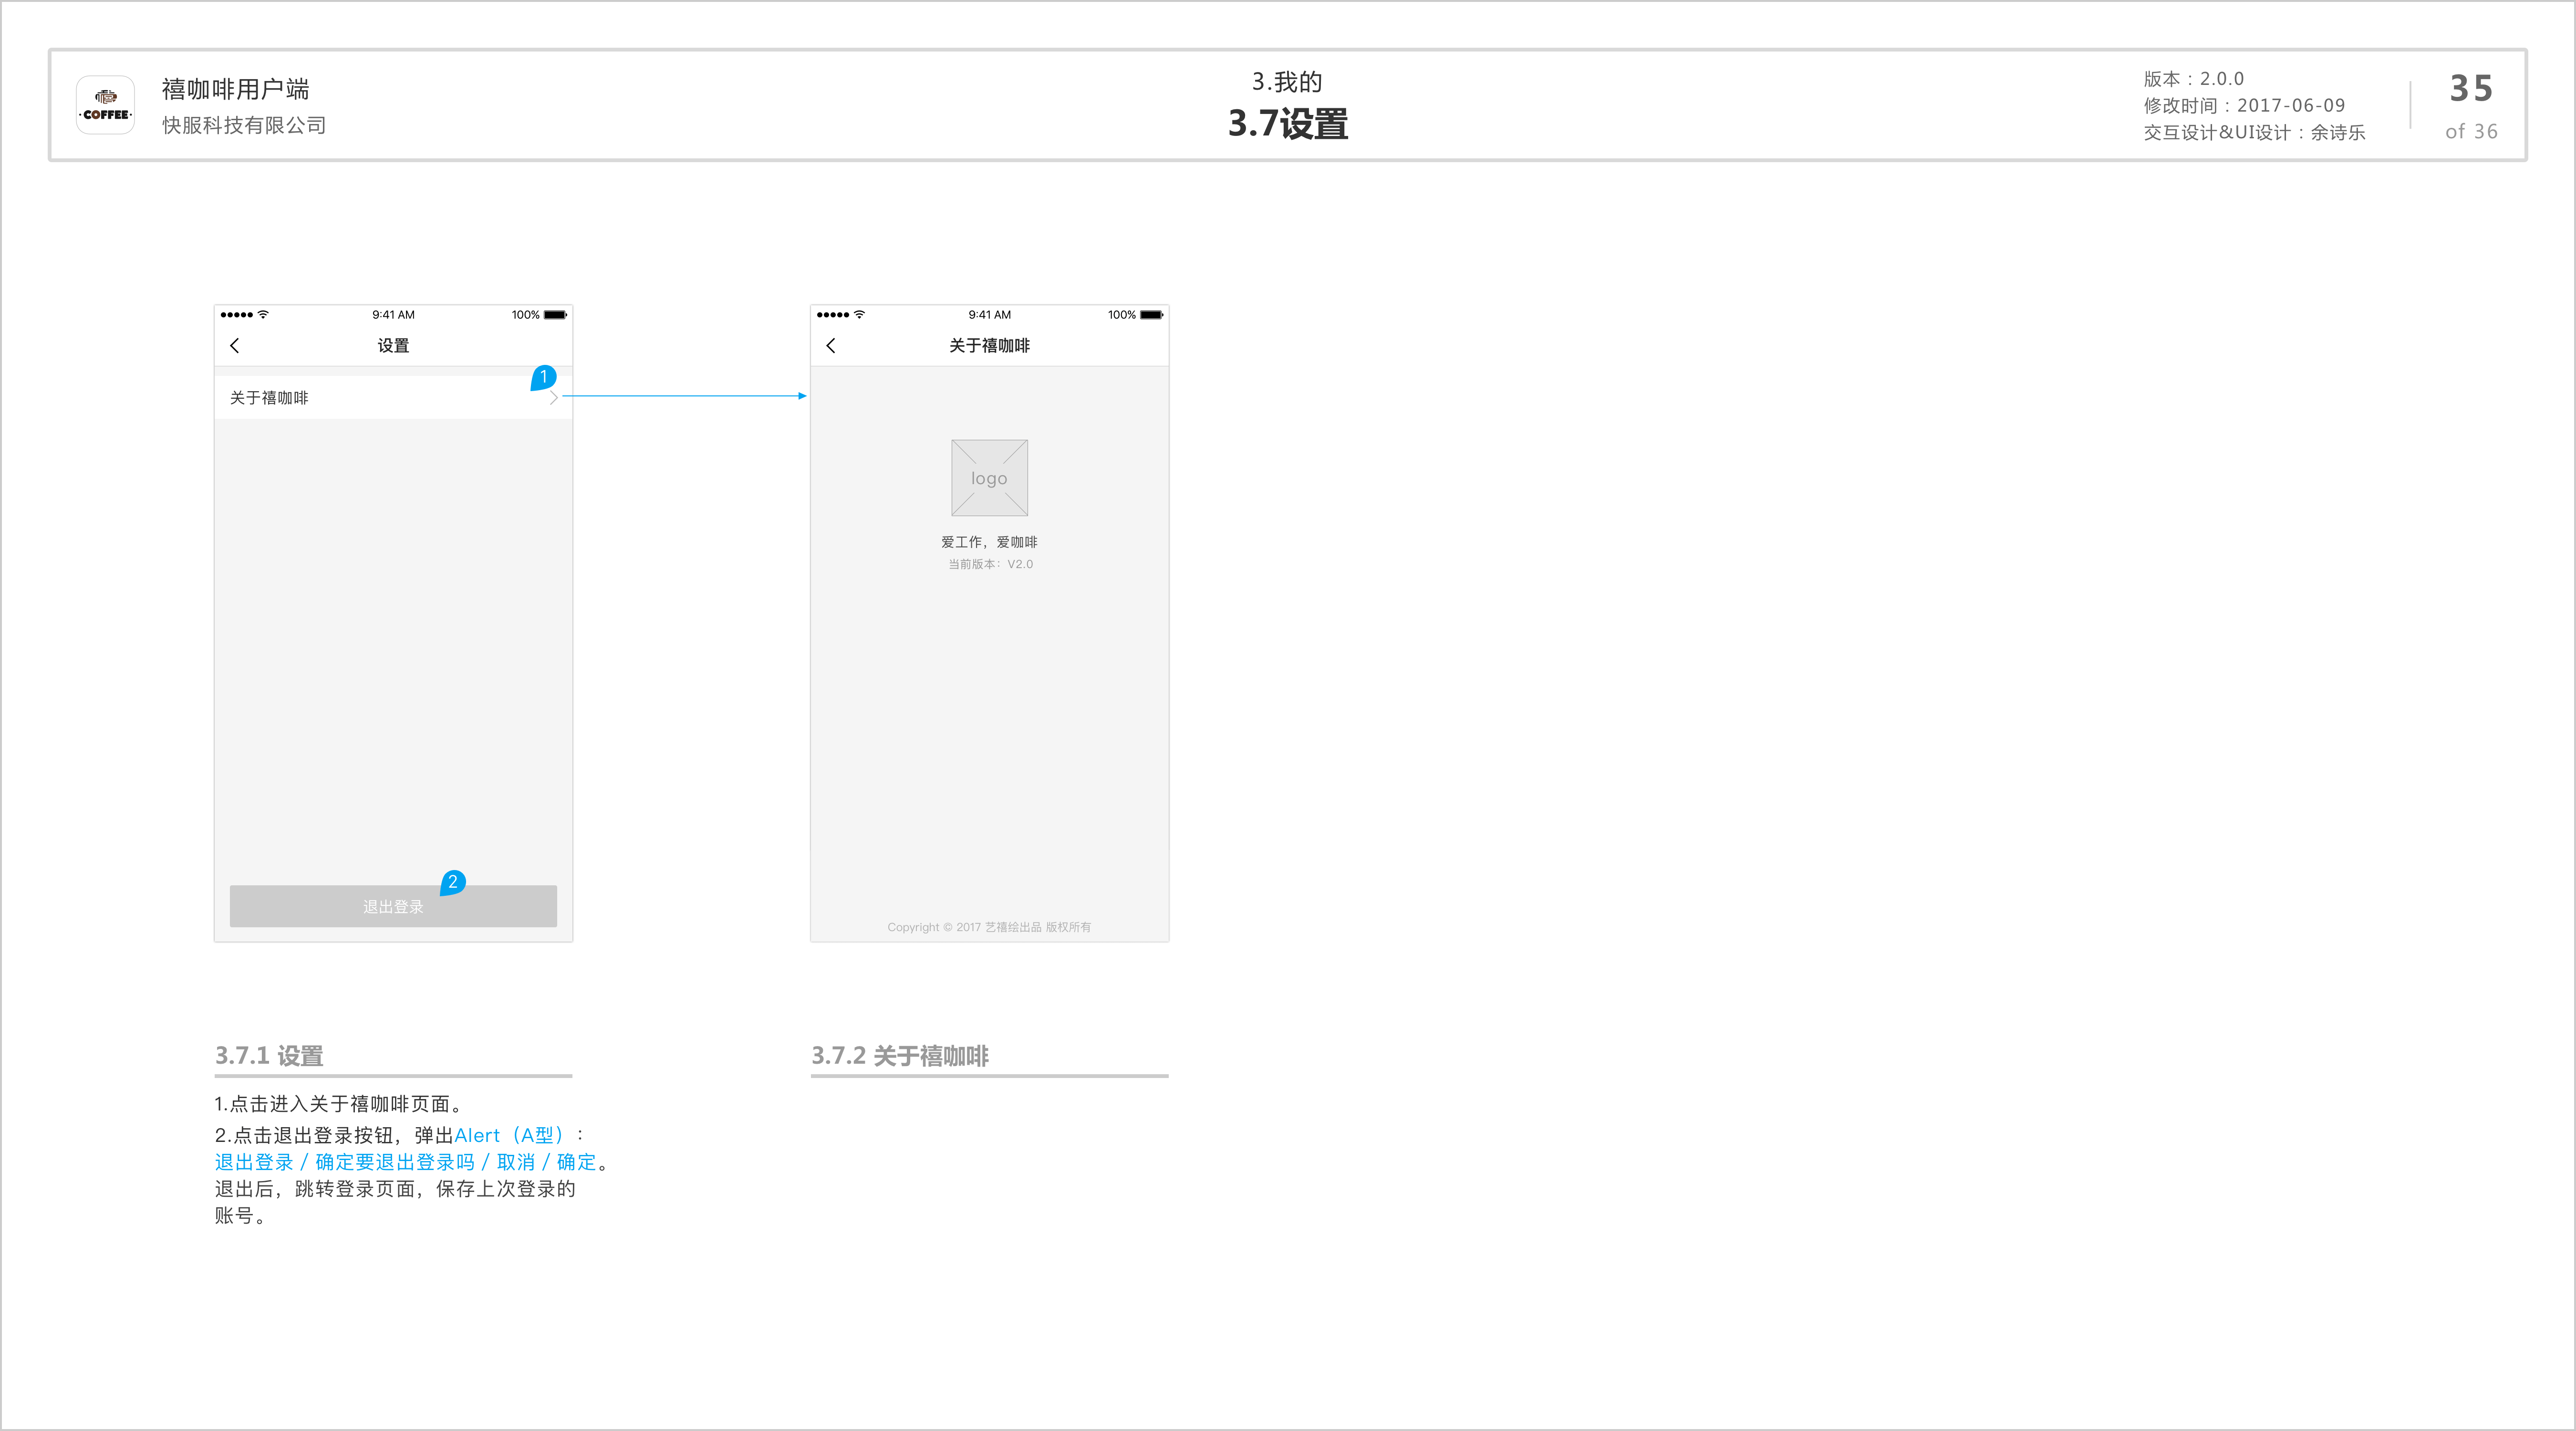 COFFEE
禧咖啡用户端
快服科技有限公司
3.我的
3.7设置
版本：2.0.0
修改时间：2017-06-09
交互设计&UI设计：余诗乐
35
of 36
9:41 AM
100%
设置
1
关于禧咖啡
2
退出登录
9:41 AM
100%
关于禧咖啡
logo
爱工作，爱咖啡
当前版本：V2.0
Copyright © 2017 艺禧绘出品 版权所有
3.7.1 设置
1.点击进入关于禧咖啡页面。
2.点击退出登录按钮，弹出Alert（A型）：
退出登录 / 确定要退出登录吗 / 取消 / 确定。
退出后，跳转登录页面，保存上次登录的
账号。
3.7.2 关于禧咖啡